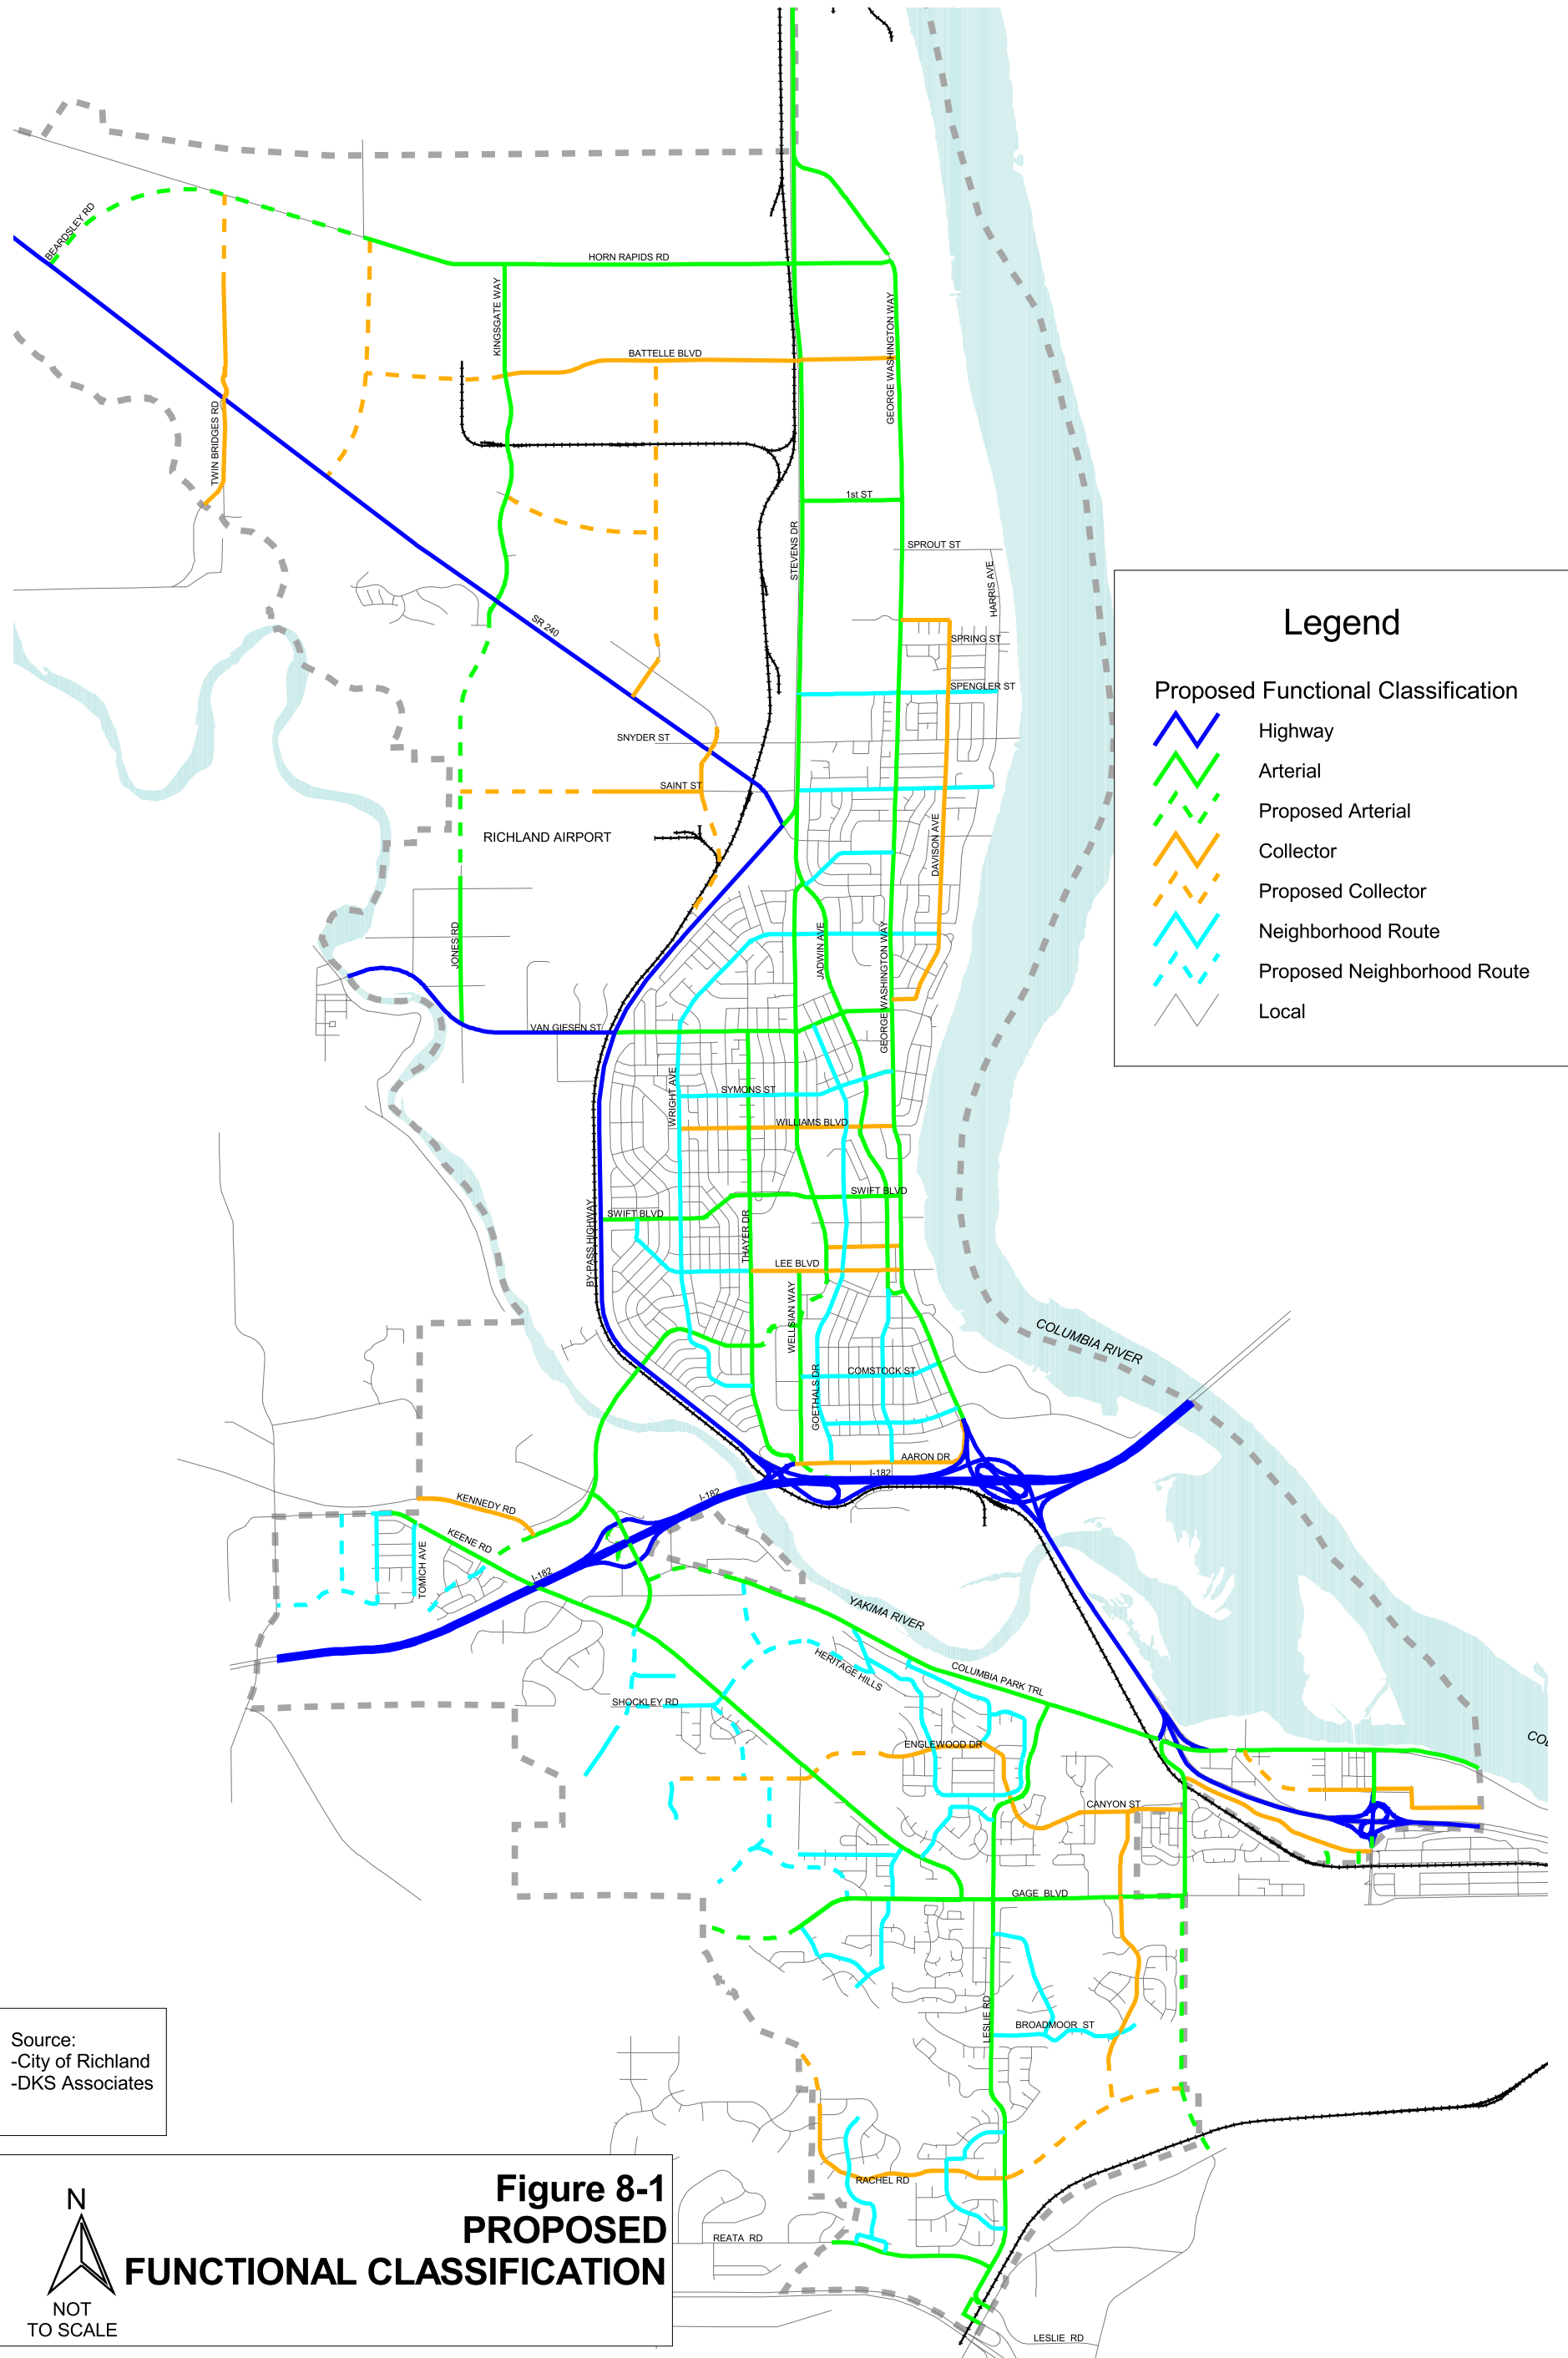 BEARDSLEY RD
HORN RAPIDS RD
KINGSGATE WAY
GEORGE WASHINGTON WAY
BATTELLE BLVD
TWIN BRIDGES RD
1st ST
STEVENS DR
SPROUT ST
HARRIS AVE
SR 240
SPRING ST
SPENGLER ST
SNYDER ST
SAINT ST
RICHLAND AIRPORT
DAVISON AVE
JONES RD
JADWIN AVE
GEORGE WASHINGTON WAY
VAN GIESEN ST
WRIGHT AVE
SYMONS ST
WILLIAMS BLVD
SWIFT BLVD
SWIFT BLVD
BY-PASS HIGHWAY
THAYER DR
LEE BLVD
WELLSIAN WAY
COLUMBIA RIVER
COMSTOCK ST
GOETHALS DR
AARON DR
I-182
I-182
KENNEDY RD
KEENE RD
TOMICH AVE
I-182
YAKIMA RIVER
HERITAGE HILLS
COLUMBIA PARK TRL
SHOCKLEY RD
ENGLEWOOD DR
COL
CANYON ST
GAGE BLVD
LESLIE RD
BROADMOOR ST
RACHEL RD
REATA RD
LESLIE RD
Legend
Proposed Functional Classification
Highway
Arterial
Proposed Arterial
Collector
Proposed Collector
Neighborhood Route
Proposed Neighborhood Route
Local
Source:
-City of Richland
-DKS Associates
Figure 8-1
PROPOSED
FUNCTIONAL CLASSIFICATION
N
NOT
TO SCALE